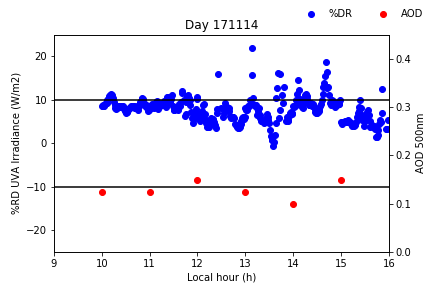 %DR AOD
Day 171114
%RD UVA Irradiance (W/m2)
20
10
0
−10
−20
0.4
0.3
0.2
0.1
0.0
AOD 500nm
9 10 11 12 13 14 15 16
Local hour (h)